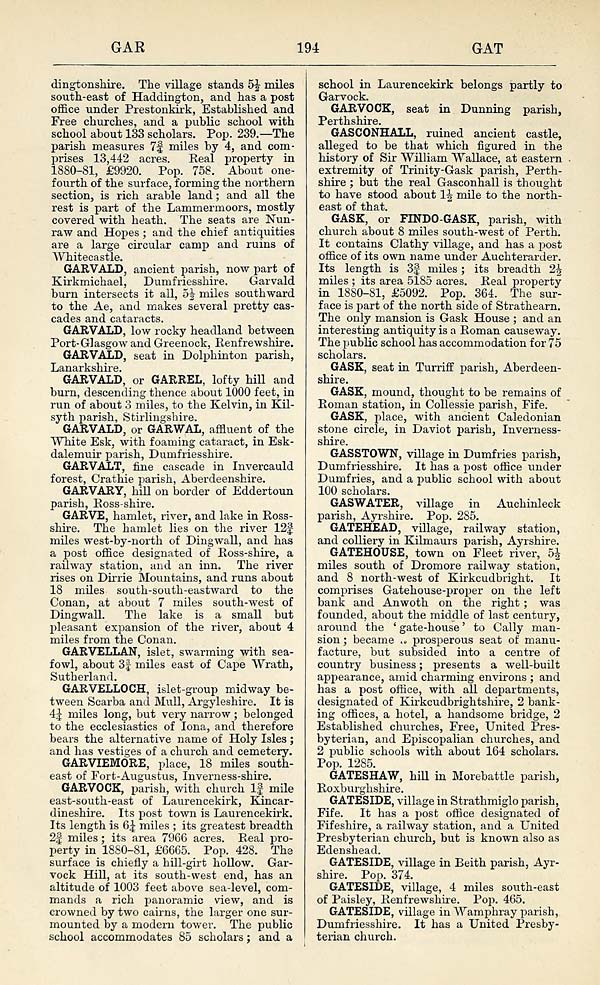 GAR 194 GAT
dingtonshire. The village stands 5½ miles
south-east of Haddington, and has a post
office under Prestonkirk, Established and
Free churches, and a public school with
school about 133 scholars. Pop. 239.—The
parish measures 7¾ miles by 4, and com-
prises 13,442 acres. Real property in
1880-81, £9920. Pop. 758. About one-
fourth of the surface, forming the northern
section, is rich arable land; and all the
rest is part of the Lammermoors, mostly
covered with heath. The seats are Nun-
raw and Hopes; and the chief antiquities
are a large circular camp and ruins of
Whitecastle.
GARVALD, ancient parish, now part of
Kirkmichael, Dumfriesshire. Garvald
burn intersects it all, 5½ miles southward
to the Ae, and makes several pretty cas-
cades and cataracts.
GARVALD, low rocky headland between
Port-Glasgow and Greenock, Renfrewshire.
GARVALD, seat in Dolphinton parish,
Lanarkshire.
GARVALD, or GARREL, lofty hill and
burn, descending thence about 1000 feet, in
run of about 3 miles, to the Kelvin, in Kil-
syth parish, Stirlingshire.
GARVALD, or GARWAL, affluent of the
White Esk, with foaming cataract, in Esk-
dalemuir parish, Dumfriesshire.
GARVALT, fine cascade in Invercauld
forest, Crathie parish, Aberdeenshire.
GARVARY, hill on border of Eddertoun
parish, Ross-shire.
GARVE, hamlet, river, and lake in Ross-
shire. The hamlet lies on the river 12¾
miles west-by-north of Dingwall, and has
a post office designated of Ross-shire, a
railway station, and an inn. The river
rises on Dirrie Mountains, and runs about
18 miles south-south-eastward to the
Conan, at about 7 miles south-west of
Dingwall. The lake is a small but
pleasant expansion of the river, about 4
miles from the Conan.
GARVELLAN, islet, swarming with sea-
fowl, about 3¾ miles east of Cape Wrath,
Sutherland.
GARVELLOCH, islet-group midway be-
tween Scarba and Mull, Argyleshire. It is
4¼ miles long, but very narrow; belonged
to the ecclesiastics of Iona, and therefore
bears the alternative name of Holy Isles;
and has vestiges of a church and cemetery.
GARVIEMORE, place, 18 miles south-
east of Fort-Augustus, Inverness-shire.
GARVOCK, parish, with church 1¾ mile
east-south-east of Laurencekirk, Kincar-
dineshire. Its post town is Laurencekirk.
Its length is 6¼ miles; its greatest breadth
2¾ miles; its area 7966 acres. Real pro-
perty in 1880-81, £6665. Pop. 428. The
surface is chiefly a hill-girt hollow. Gar-
vock Hill, at its south-west end, has an
altitude of 1003 feet above sea-level, com-
mands a rich panoramic view, and is
crowned by two cairns, the larger one sur-
mounted by a modern tower. The public
school accommodates 85 scholars; and a
school in Laurencekirk belongs partly to
Garvock.
GARVOCK, seat in Dunning parish,
Perthshire.
GASCONHALL, ruined ancient castle,
alleged to be that which figured in the
history of Sir William Wallace, at eastern
extremity of Trinity-Gask parish, Perth-
shire; but the real Gasconhall is thought
to have stood about 1½ mile to the north-
east of that.
GASK, or FINDO-GASK, parish, with
church about 8 miles south-west of Perth.
It contains Clathy village, and has a post
office of its own name under Auchterarder.
Its length is 3¾ miles; its breadth 2½
miles; its area 5185 acres. Real property
in 1880-81, £5092. Pop. 364. The sur-
face is part of the north side of Strathearn.
The only mansion is Gask House; and an
interesting antiquity is a Roman causeway.
The public school has accommodation for 75
scholars.
GASK, seat in Turriff parish, Aberdeen-
shire.
GASK, mound, thought to be remains of
Roman station, in Collessie parish, Fife.
GASK, place, with ancient Caledonian
stone circle, in Daviot parish, Inverness-
shire.
GASSTOWN, village in Dumfries parish,
Dumfriesshire. It has a post office under
Dumfries, and a public school with about
100 scholars.
GASWATER, village in Auchinleck
parish, Ayrshire. Pop. 285.
GATEHEAD, village, railway station,
and colliery in Kilmaurs parish, Ayrshire.
GATEHOUSE, town on Fleet river, 5½
miles south of Dromore railway station,
and 8 north-west of Kirkcudbright. It
comprises Gatehouse-proper on the left
bank and Anwoth on the right; was
founded, about the middle of last century,
around the 'gate-house' to Cally man-
sion; became prosperous seat of manu-
facture, but subsided into a centre of
country business; presents a well-built
appearance, amid charming environs; and
has a post office, with all departments,
designated of Kirkcudbrightshire, 2 bank-
ing offices, a hotel, a handsome bridge, 2
Established churches, Free, United Pres-
byterian, and Episcopalian churches, and
2 public schools with about 164 scholars.
Pop. 1285.
GATESHAW, hill in Morebattle parish,
Roxburghshire.
GATESIDE, village in Strathmiglo parish,
Fife. It has a post office designated of
Fifeshire, a railway station, and a United
Presbyterian church, but is known also as
Edenshead.
GATESIDE, village in Beith parish, Ayr-
shire. Pop. 374.
GATESIDE, village, 4 miles south-east
of Paisley, Renfrewshire. Pop. 465.
GATESIDE, village in Wamphray parish,
Dumfriesshire. It has a United Presby-
terian church.